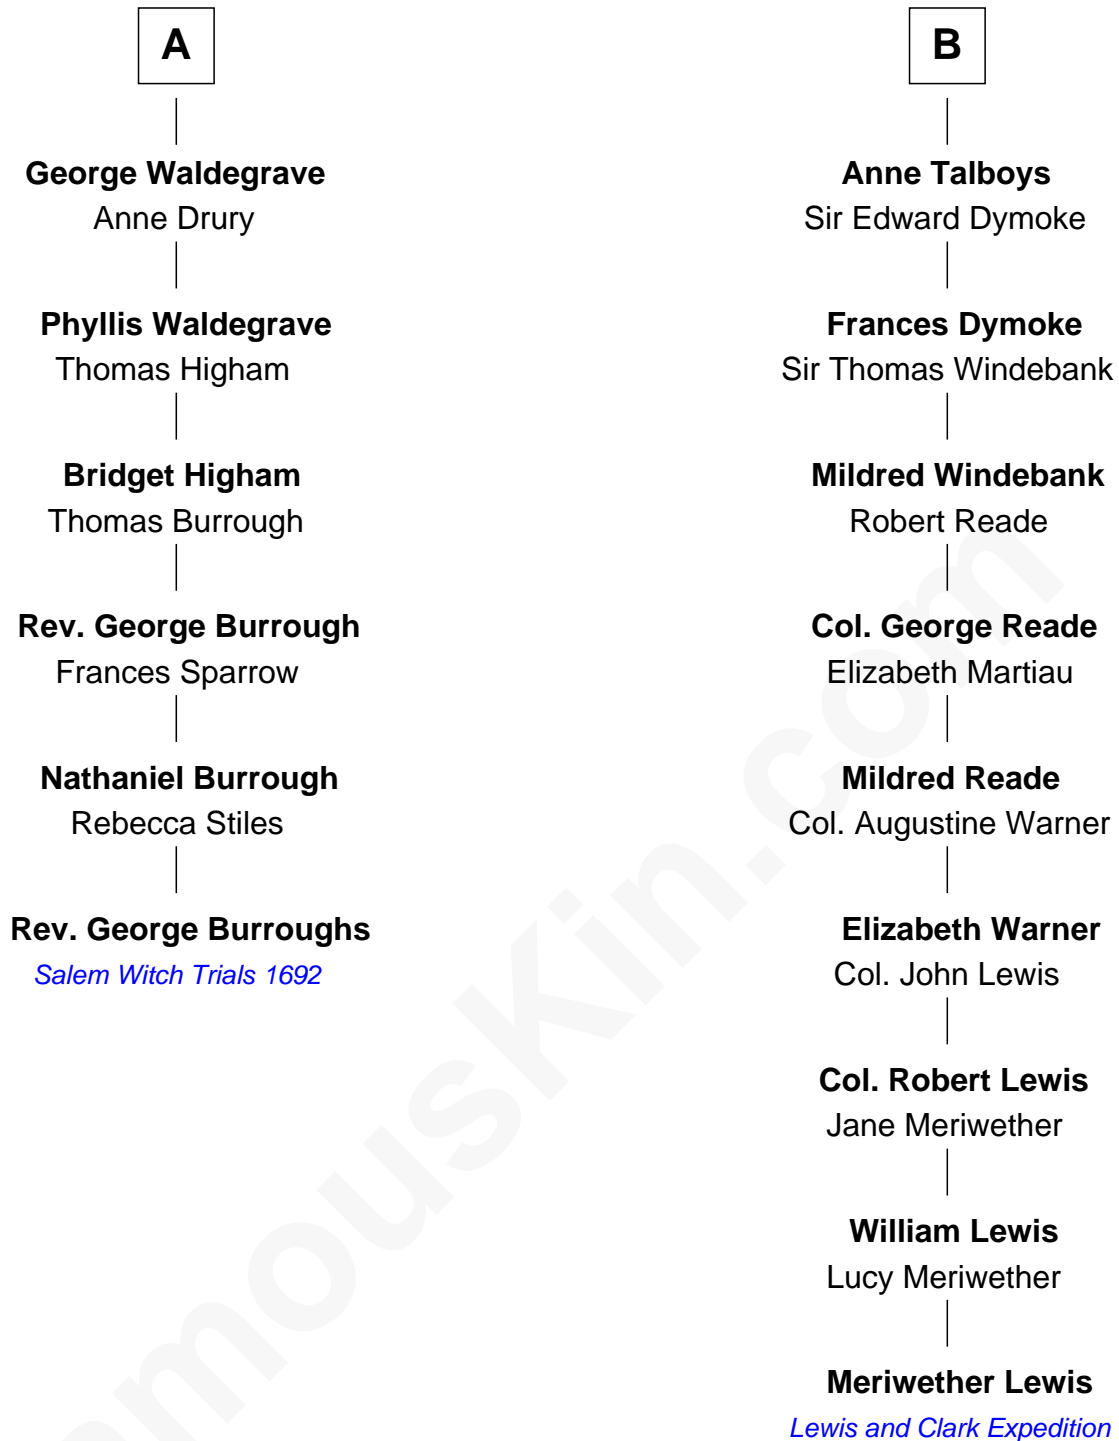 A
George Waldegrave
Anne Drury
Phyllis Waldegrave
Thomas Higham
Bridget Higham
Thomas Burrough
Rev. George Burrough
Frances Sparrow
Nathaniel Burrough
Rebecca Stiles
Rev. George Burroughs
Salem Witch Trials 1692
B
Anne Talboys
Sir Edward Dymoke
Frances Dymoke
Sir Thomas Windebank
Mildred Windebank
Robert Reade
Col. George Reade
Elizabeth Martiau
Mildred Reade
Col. Augustine Warner
Elizabeth Warner
Col. John Lewis
Col. Robert Lewis
Jane Meriwether
William Lewis
Lucy Meriwether
Meriwether Lewis
Lewis and Clark Expedition
mouskin.com